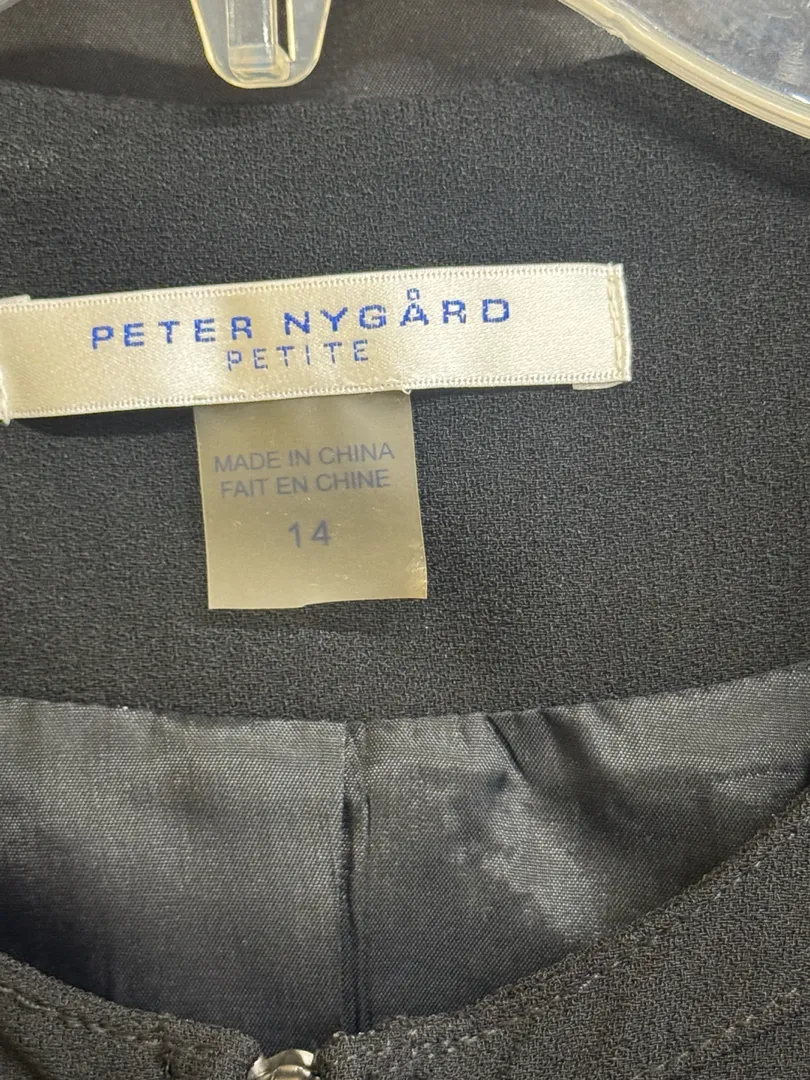 PETER NYGÅRD
PETITE
MADE IN CHINA
FAIT EN CHINE
14